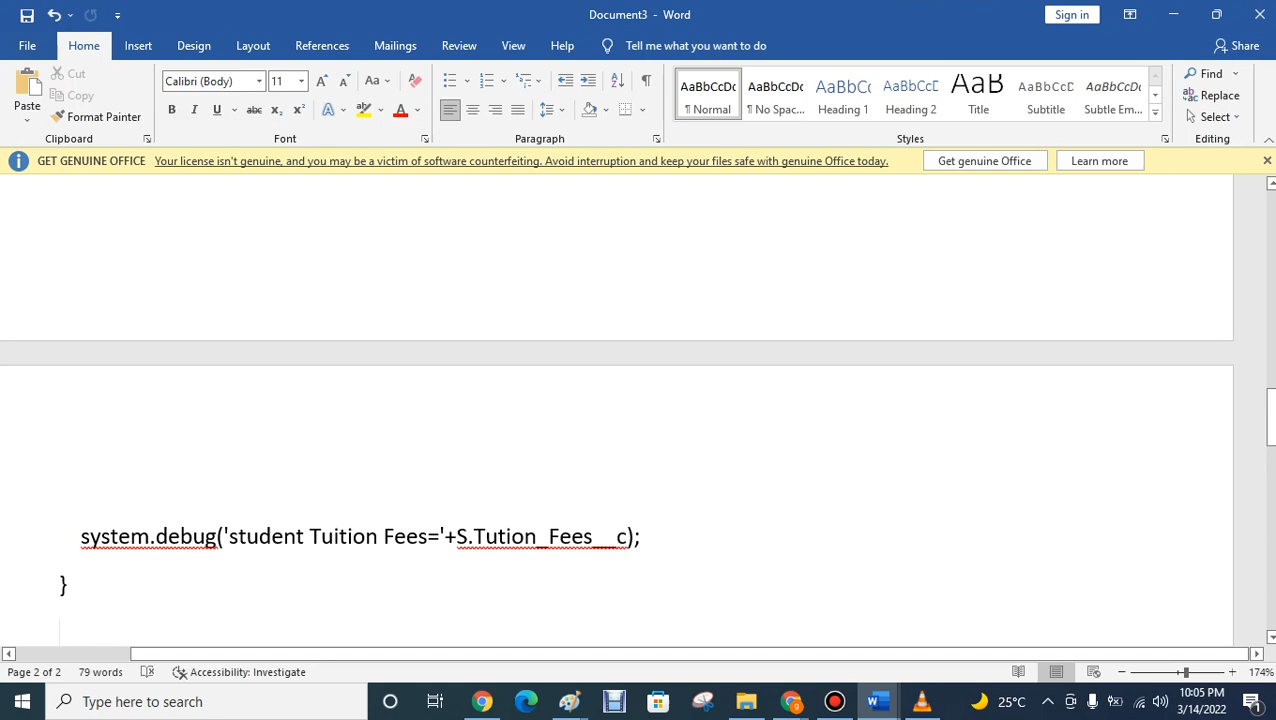 Document3 - Word
Sign in
File Home Insert Design Layout References Mailings Review View Help Tell me what you want to do Share
Paste
Cut
Copy
Format Painter
Clipboard
Calibri (Body) 11
Aa
B I U abc A A
Font
Paragraph
AaBbCcDc AaBbCcDc AaBbCc AaBbCcD AaB AaBbCcD AaBbCcDc
¶ Normal ¶ No Spac... Heading 1 Heading 2 Title Subtitle Subtle Em...
Styles
Find
Replace
Select
Editing
GET GENUINE OFFICE Your license isn't genuine, and you may be a victim of software counterfeiting. Avoid interruption and keep your files safe with genuine Office today. Get genuine Office Learn more
system.debug('student Tuition Fees='+S.Tution_Fees__c);
}
Page 2 of 2 79 words Accessibility: Investigate 174%
Type here to search
25°C
10:05 PM
3/14/2022